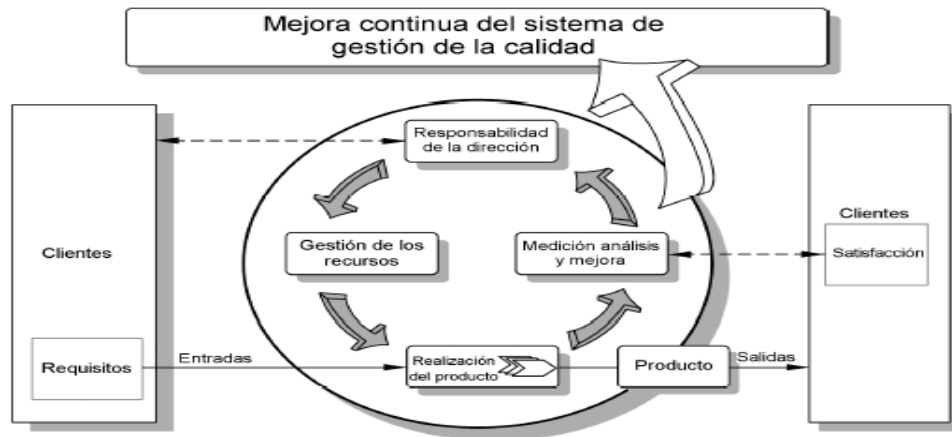 Mejora continua del sistema de
gestión de la calidad
Responsabilidad
de la dirección
Clientes
Gestión de los
recursos
Medición análisis
y mejora
Clientes
Satisfacción
Requisitos
Entradas
Realización
del producto
Producto
Salidas